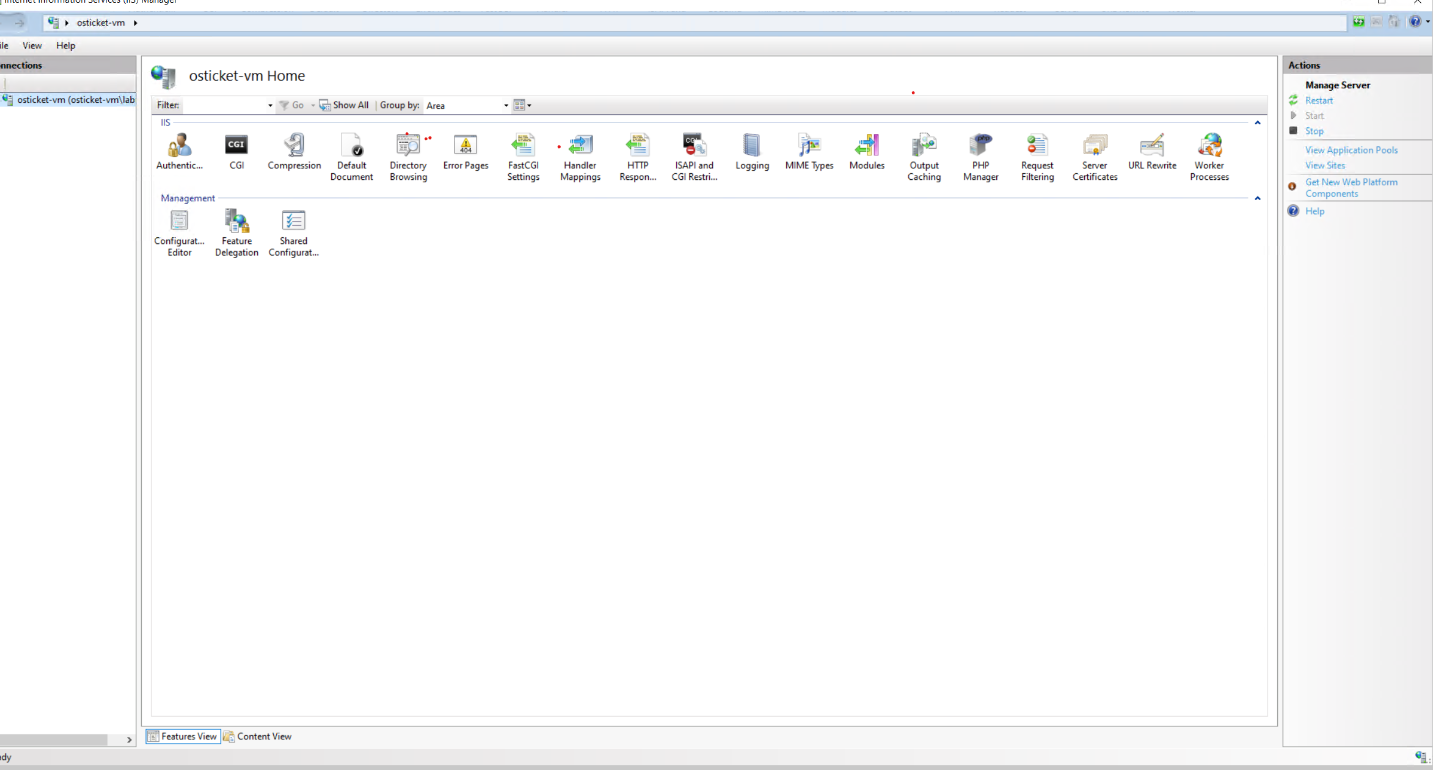 Internet Information Services (IIS) Manager
osticket-vm
File View Help
Connections
osticket-vm (osticket-vm\lab
osticket-vm Home
Filter: Go Show All Group by: Area
IIS
Authentic...
CGI
Compression
Default
Document
Directory
Browsing
Error Pages
404
FastCGI
Settings
Handler
Mappings
HTTP
Respon...
ISAPI and
CGI Restri...
Logging
MIME Types
Modules
Output
Caching
PHP
Manager
Request
Filtering
Server
Certificates
URL Rewrite
Worker
Processes
Management
Configurat...
Editor
Feature
Delegation
Shared
Configurat...
Features View Content View
Actions
Manage Server
Restart
Start
Stop
View Application Pools
View Sites
Get New Web Platform
Components
Help